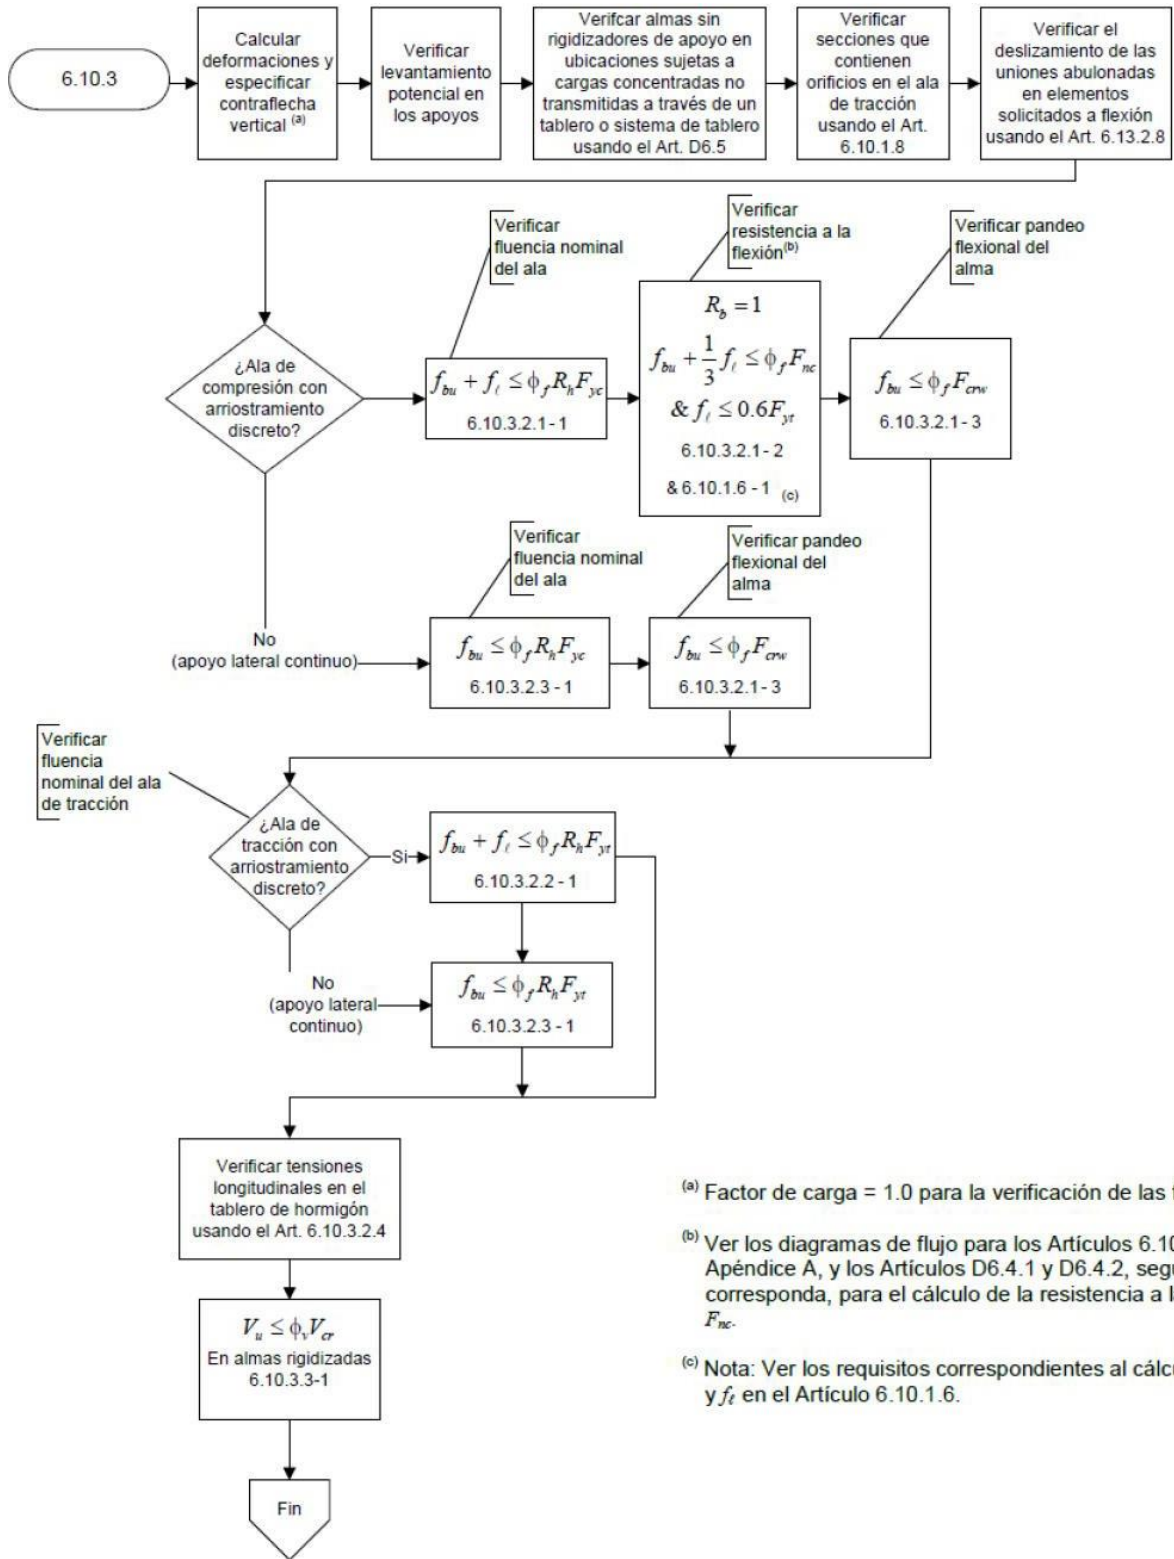 6.10.3
Calcular
deformaciones y
especificar
contraflecha
vertical (a)
Verificar
levantamiento
potencial en
los apoyos
Verifcar almas sin
rigidizadores de apoyo en
ubicaciones sujetas a
cargas concentradas no
transmitidas a través de un
tablero o sistema de tablero
usando el Art. D6.5
Verificar
secciones que
contienen
orificios en el ala
de tracción
usando el Art.
6.10.1.8
Verificar el
deslizamiento de las
uniones abulonadas
en elementos
solicitados a flexión
usando el Art. 6.13.2.8
Verificar
fluencia nominal
del ala
Verificar
resistencia a la
flexión(b)
Verificar pandeo
flexional del
alma
¿Ala de
compresión con
arriostramiento
discreto?
f_bu + f_ℓ ≤ ϕ_f R_h F_yc
6.10.3.2.1 - 1
R_b = 1
f_bu + 1/3 f_ℓ ≤ ϕ_f F_nc
& f_ℓ ≤ 0.6F_yt
6.10.3.2.1 - 2
& 6.10.1.6 - 1 (c)
f_bu ≤ ϕ_f F_crw
6.10.3.2.1 - 3
Verificar
fluencia nominal
del ala
Verificar pandeo
flexional del
alma
No
(apoyo lateral continuo)
f_bu ≤ ϕ_f R_h F_yc
6.10.3.2.3 - 1
f_bu ≤ ϕ_f F_crw
6.10.3.2.1 - 3
Verificar
fluencia
nominal del ala
de tracción
¿Ala de
tracción con
arriostramiento
discreto?
Si
f_bu + f_ℓ ≤ ϕ_f R_h F_yt
6.10.3.2.2 - 1
No
(apoyo lateral
continuo)
f_bu ≤ ϕ_f R_h F_yt
6.10.3.2.3 - 1
Verificar tensiones
longitudinales en el
tablero de hormigón
usando el Art. 6.10.3.2.4
V_u ≤ ϕ_v V_cr
En almas rigidizadas
6.10.3.3-1
Fin
(a) Factor de carga = 1.0 para la verificación de las
(b) Ver los diagramas de flujo para los Artículos 6.10
Apéndice A, y los Artículos D6.4.1 y D6.4.2, segu
corresponda, para el cálculo de la resistencia a l
F_nc.
(c) Nota: Ver los requisitos correspondientes al cálc
y f_ℓ en el Artículo 6.10.1.6.